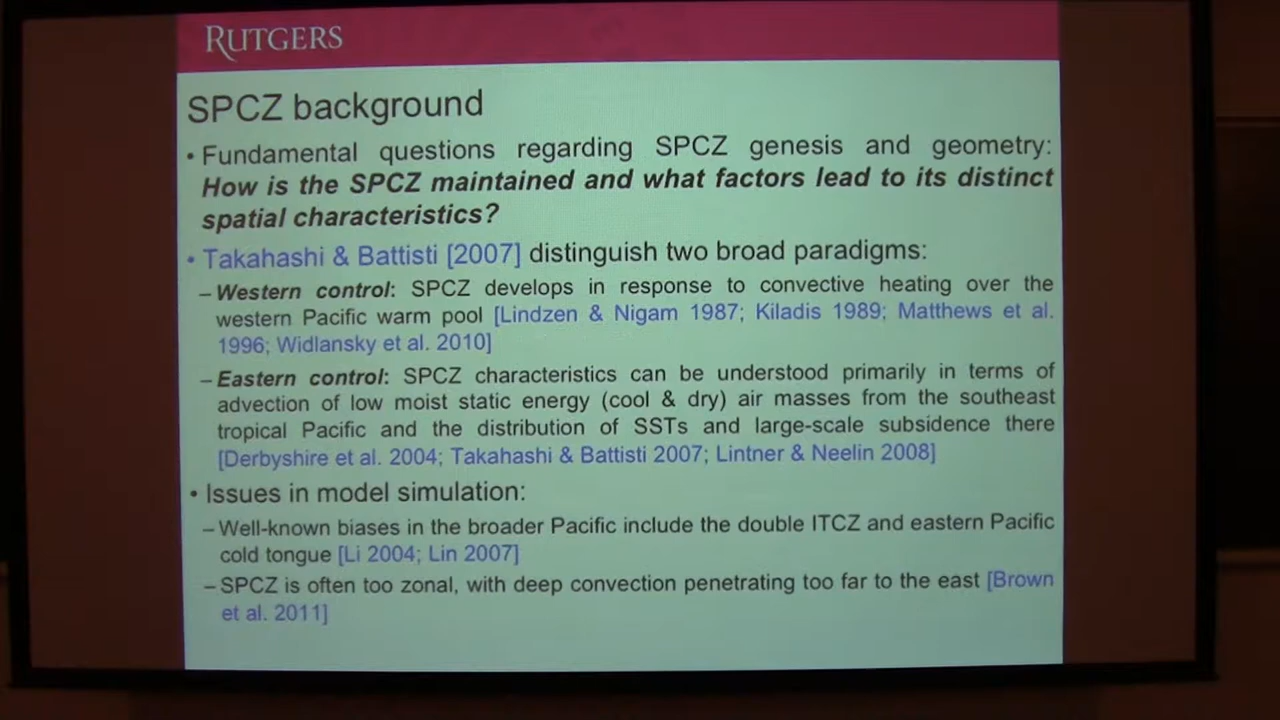 RUTGERS
SPCZ background
• Fundamental questions regarding SPCZ genesis and geometry:
How is the SPCZ maintained and what factors lead to its distinct
spatial characteristics?
• Takahashi & Battisti [2007] distinguish two broad paradigms:
– Western control: SPCZ develops in response to convective heating over the
western Pacific warm pool [Lindzen & Nigam 1987; Kiladis 1989; Matthews et al.
1996; Widlansky et al. 2010]
– Eastern control: SPCZ characteristics can be understood primarily in terms of
advection of low moist static energy (cool & dry) air masses from the southeast
tropical Pacific and the distribution of SSTs and large-scale subsidence there
[Derbyshire et al. 2004; Takahashi & Battisti 2007; Lintner & Neelin 2008]
• Issues in model simulation:
– Well-known biases in the broader Pacific include the double ITCZ and eastern Pacific
cold tongue [Li 2004; Lin 2007]
– SPCZ is often too zonal, with deep convection penetrating too far to the east [Brown
et al. 2011]